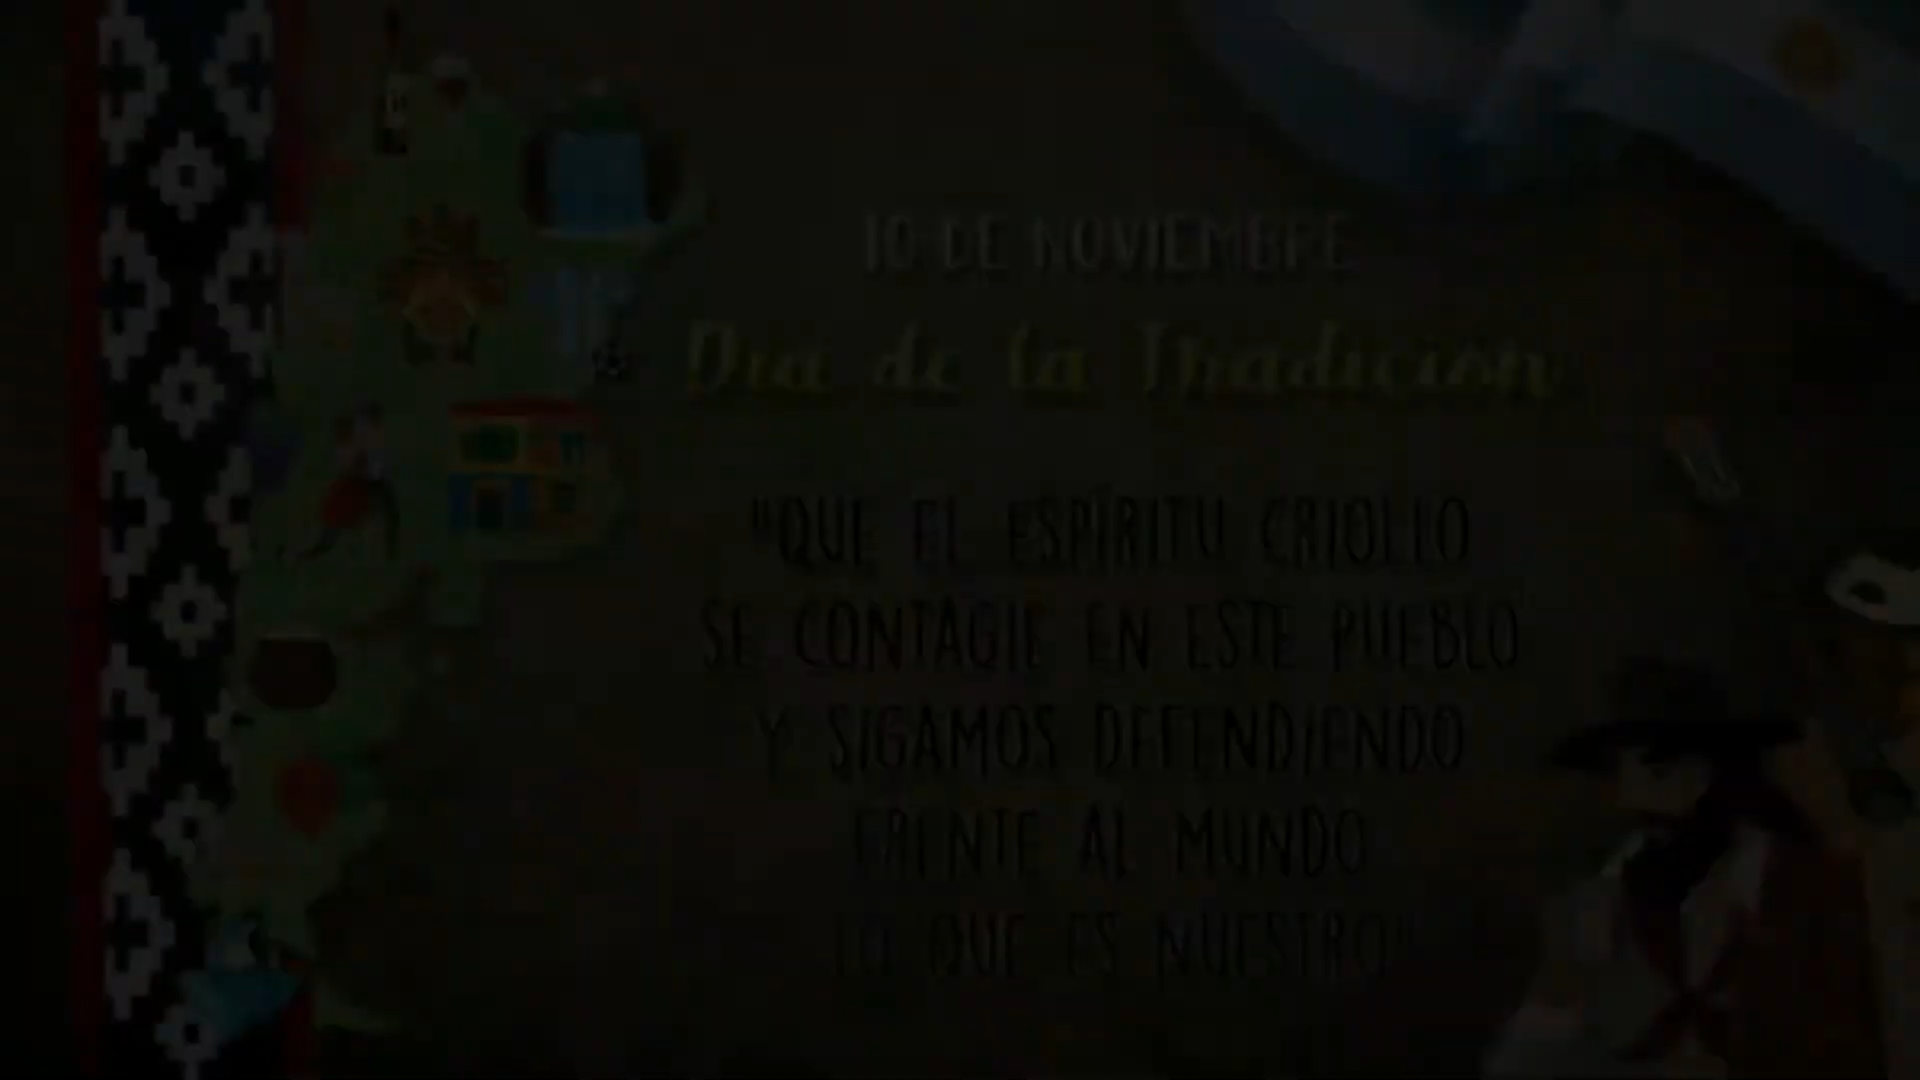 10 DE NOVIEMBRE
Dia de la Tradición
"QUE EL ESPÍRITU CRIOLLO
SE CONTAGIE EN ESTE PUEBLO
Y SIGAMOS DEFENDIENDO
FRENTE AL MUNDO
LO QUE ES NUESTRO"